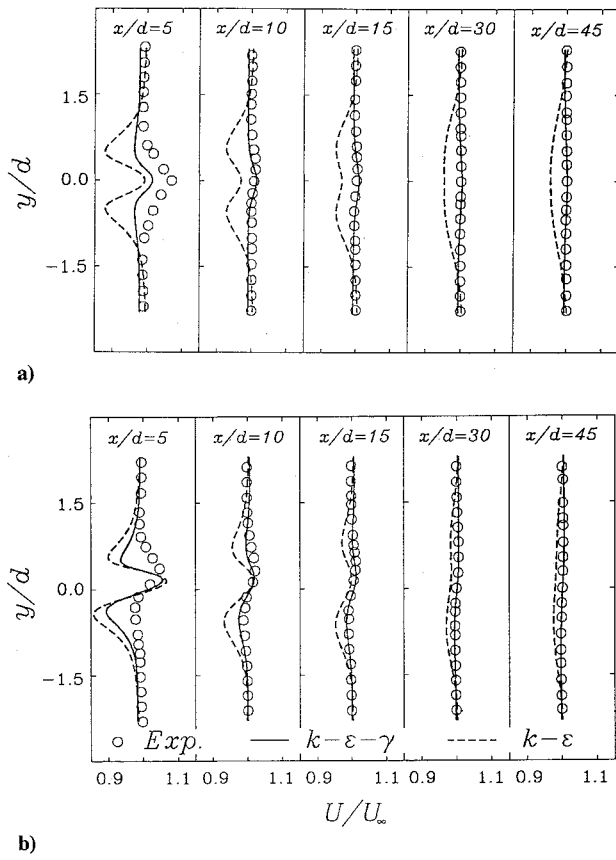 x/d=5 x/d=10 x/d=15 x/d=30 x/d=45
1.5
0.0
−1.5
y/d
a)
x/d=5 x/d=10 x/d=15 x/d=30 x/d=45
1.5
0.0
−1.5
y/d
Exp. k−ε−γ k−ε
0.9 1.1 0.9 1.1 0.9 1.1 0.9 1.1 0.9 1.1
U/U∞
b)